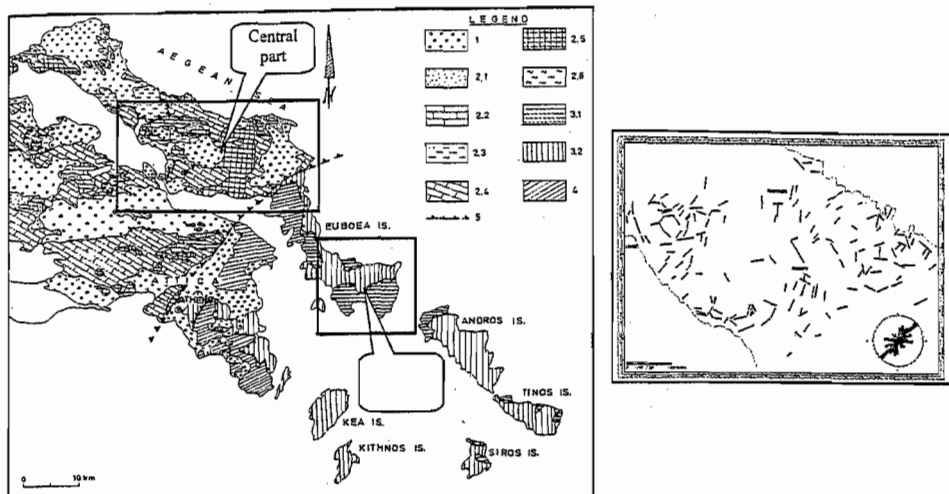 Central
part
AEGEAN SEA
N
LEGEND
1
2,5
2,1
2,6
2,2
3,1
2,3
3,2
2,4
4
5
EUBOEA IS.
ATHENS
ANDROS IS.
TINOS IS.
KEA IS.
KITHNOS IS.
SIROS IS.
0 10 km